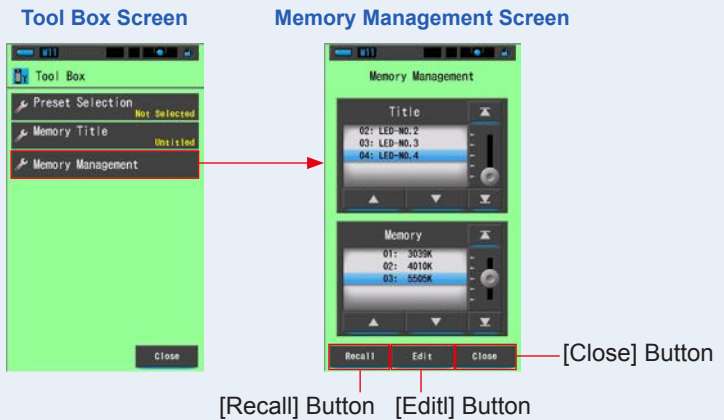 Tool Box Screen
Memory Management Screen
M11
Tool Box
Preset Selection
Not Selected
Memory Title
Untitled
Memory Management
Close
M11
Memory Management
Title
02: LED-NO.2
03: LED-NO.3
04: LED-NO.4
Memory
01: 3039K
02: 4010K
03: 5505K
Recall
Edit
Close
[Close] Button
[Recall] Button
[Editl] Button